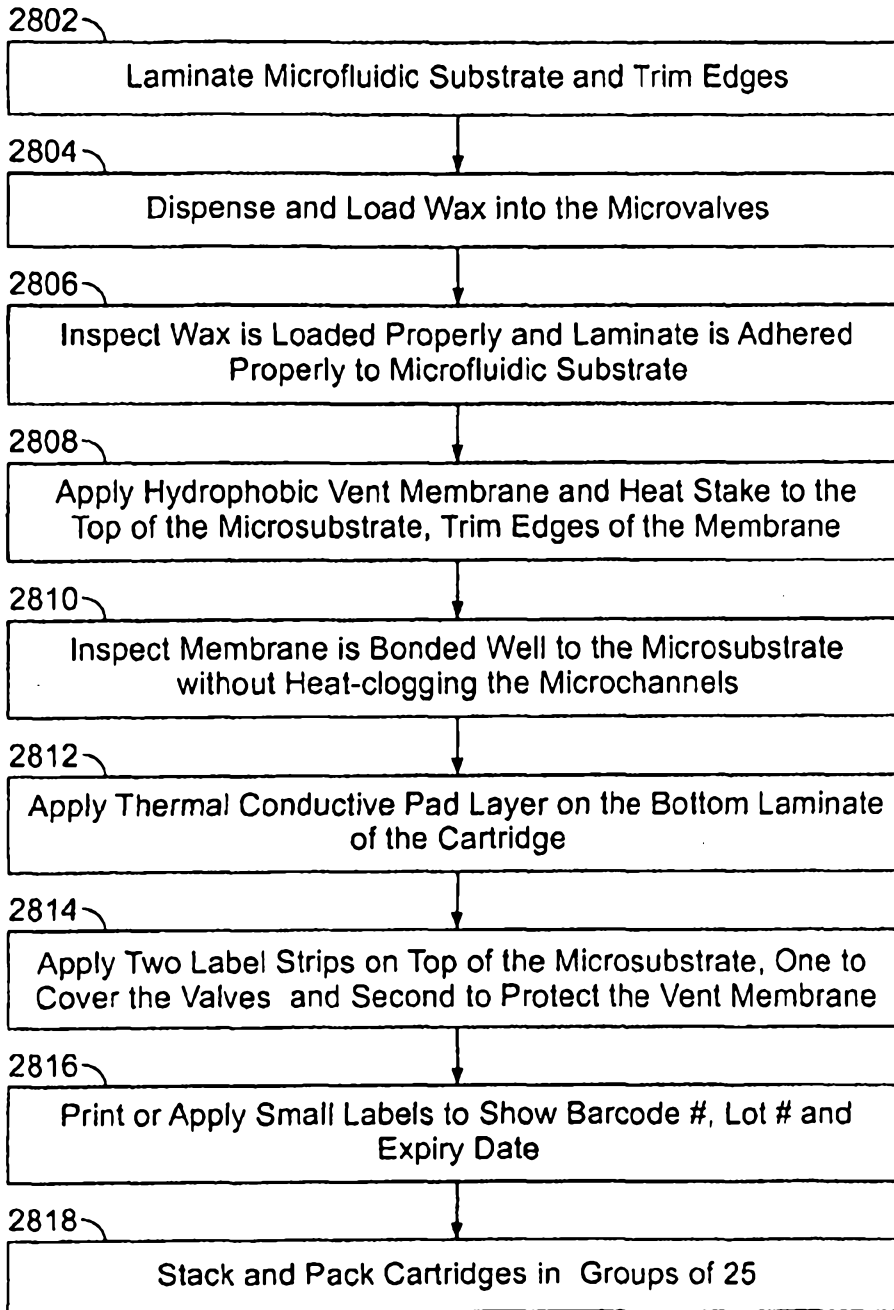 2802
Laminate Microfluidic Substrate and Trim Edges
2804
Dispense and Load Wax into the Microvalves
2806
Inspect Wax is Loaded Properly and Laminate is Adhered
Properly to Microfluidic Substrate
2808
Apply Hydrophobic Vent Membrane and Heat Stake to the
Top of the Microsubstrate, Trim Edges of the Membrane
2810
Inspect Membrane is Bonded Well to the Microsubstrate
without Heat-clogging the Microchannels
2812
Apply Thermal Conductive Pad Layer on the Bottom Laminate
of the Cartridge
2814
Apply Two Label Strips on Top of the Microsubstrate, One to
Cover the Valves and Second to Protect the Vent Membrane
2816
Print or Apply Small Labels to Show Barcode #, Lot # and
Expiry Date
2818
Stack and Pack Cartridges in Groups of 25